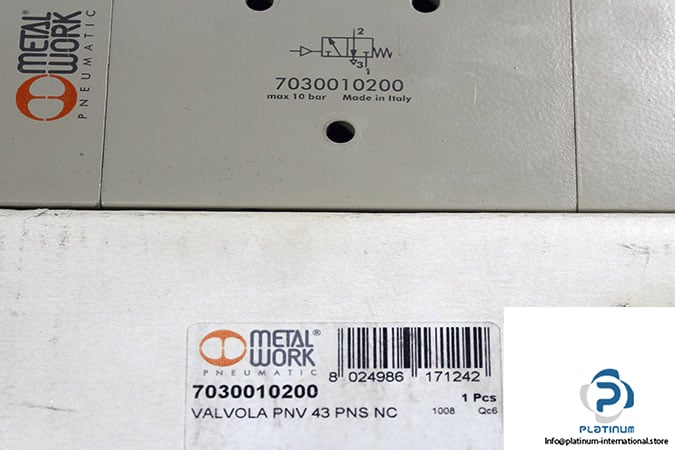 METAL®
WORK
PNEUMATIC
2
3
1
7030010200
max 10 bar Made in Italy
METAL®
WORK
PNEUMATIC
8 024986 171242
7030010200
1 Pcs
VALVOLA PNV 43 PNS NC
1008 Qc6
PLATINUM
Info@platinum-international.store